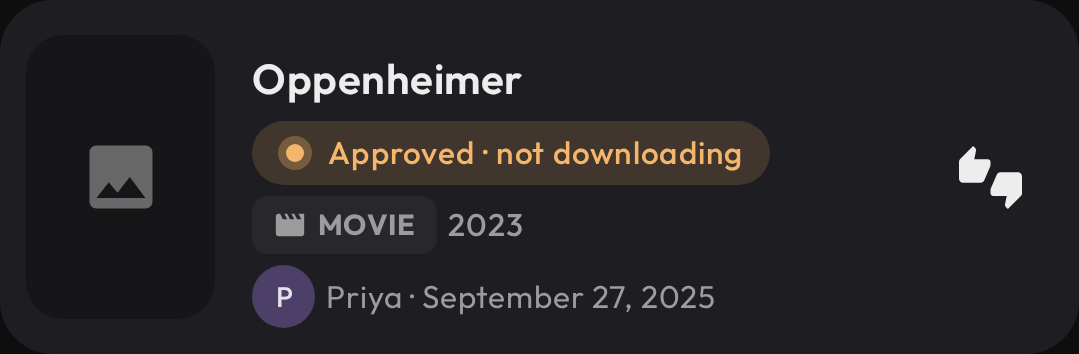 Oppenheimer
Approved · not downloading
MOVIE 2023
P Priya · September 27, 2025